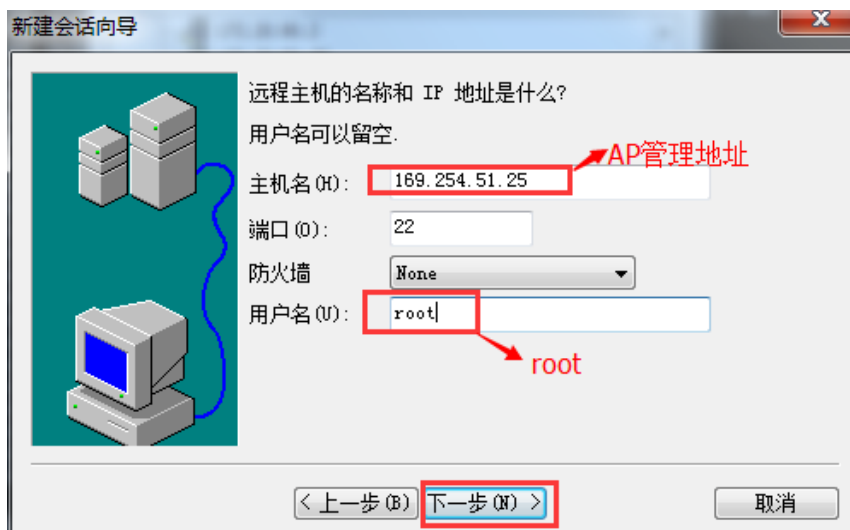 新建会话向导
远程主机的名称和 IP 地址是什么?
用户名可以留空.
AP管理地址
主机名(H): 169.254.51.25
端口(O): 22
防火墙 None
用户名(U): root
root
< 上一步(B) 下一步(N) > 取消